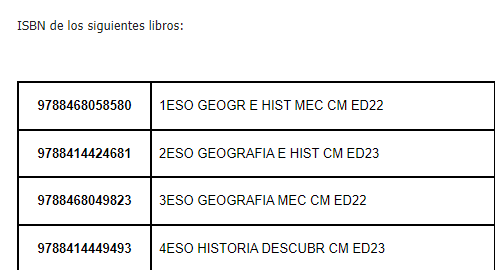 ISBN de los siguientes libros:
9788468058580 1ESO GEOGR E HIST MEC CM ED22
9788414424681 2ESO GEOGRAFIA E HIST CM ED23
9788468049823 3ESO GEOGRAFIA MEC CM ED22
9788414449493 4ESO HISTORIA DESCUBR CM ED23